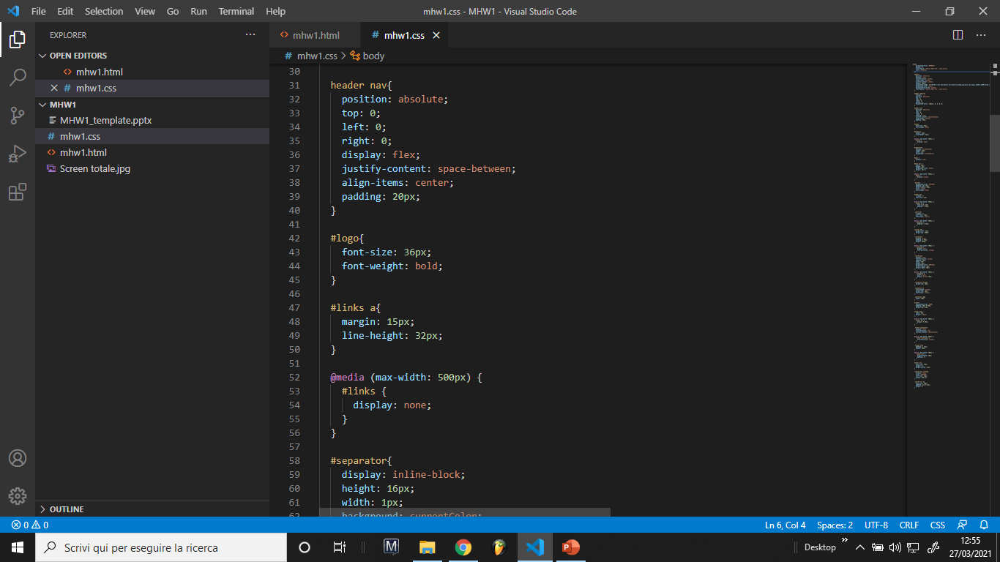 File Edit Selection View Go Run Terminal Help
mhw1.css - MHW1 - Visual Studio Code
EXPLORER
OPEN EDITORS
mhw1.html
mhw1.css
MHW1
MHW1_template.pptx
mhw1.css
mhw1.html
Screen totale.jpg
OUTLINE
mhw1.html
mhw1.css
mhw1.css > body
30
31 header nav{
32 position: absolute;
33 top: 0;
34 left: 0;
35 right: 0;
36 display: flex;
37 justify-content: space-between;
38 align-items: center;
39 padding: 20px;
40 }
41
42 #logo{
43 font-size: 36px;
44 font-weight: bold;
45 }
46
47 #links a{
48 margin: 15px;
49 line-height: 32px;
50 }
51
52 @media (max-width: 500px) {
53 #links {
54 display: none;
55 }
56 }
57
58 #separator{
59 display: inline-block;
60 height: 16px;
61 width: 1px;
62 background: currentColor;
0 0
Ln 6, Col 4 Spaces: 2 UTF-8 CRLF CSS
Scrivi qui per eseguire la ricerca
Desktop
12:55
27/03/2021